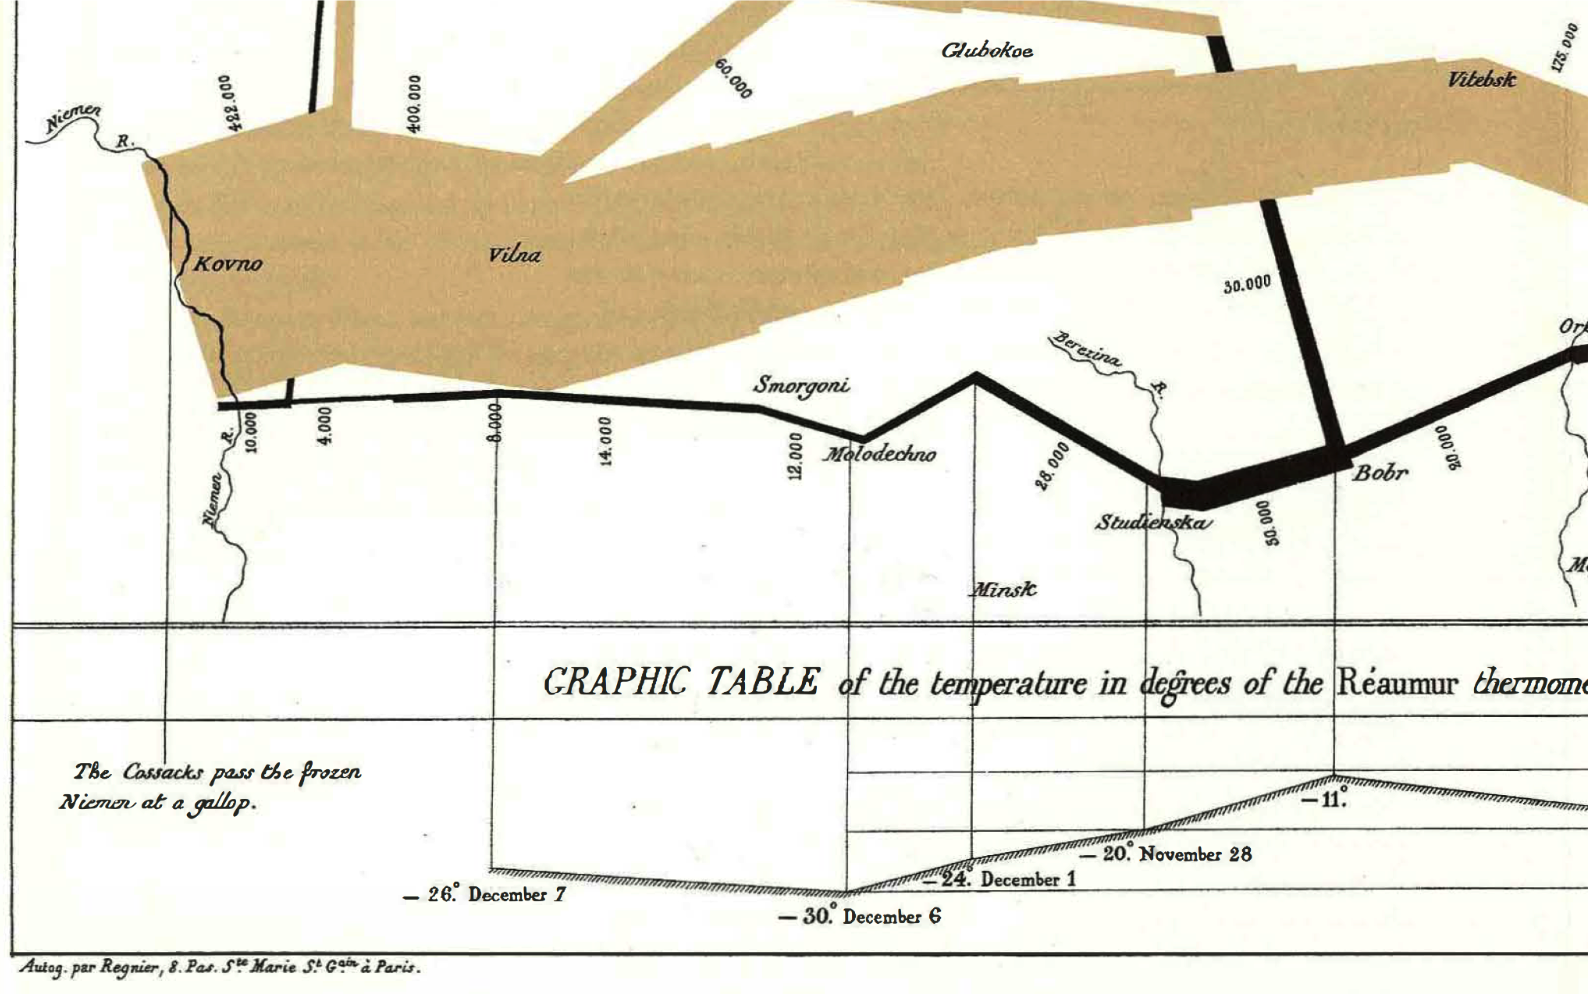 Glubokoe
175.000
60.000
Vitebsk
422.000
400.000
Niemen
R.
Kovno
Vilna
30.000
Berezina
R.
Smorgoni
10.000
4.000
8.000
14.000
12.000
Molodechno
28.000
20.000
Bobr
R.
Niemen
Studienska
50.000
Minsk
GRAPHIC TABLE of the temperature in degrees of the Réaumur
The Cossacks pass the frozen
Niemen at a gallop.
—11.°
—20.° November 28
—24.° December 1
— 26.° December 7
—30.° December 6
Autog. par Regnier, 8. Pas. Ste Marie St Gain à Paris.